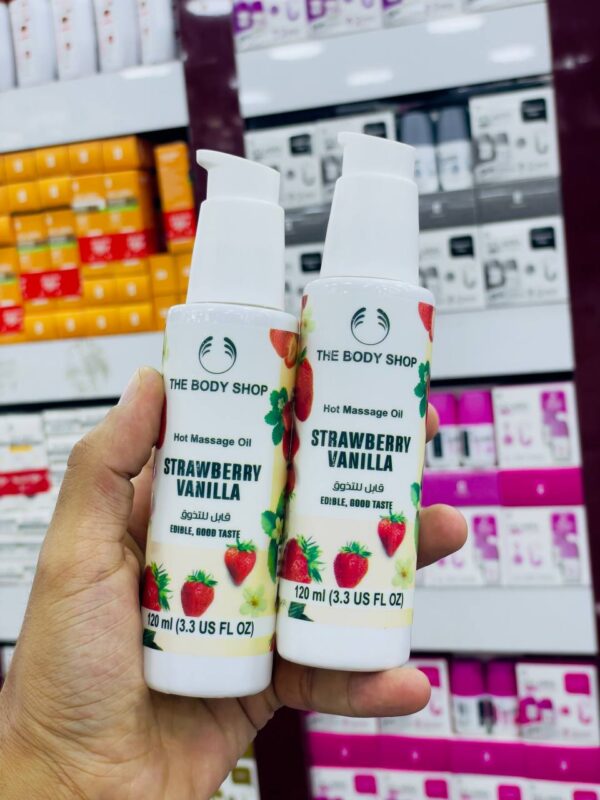 THE BODY SHOP
Hot Massage Oil
STRAWBERRY
VANILLA
قابل للتذوق
EDIBLE, GOOD TASTE
120 ml (3.3 US FL OZ)
THE BODY SHOP
Hot Massage Oil
STRAWBERRY
VANILLA
قابل للتذوق
EDIBLE, GOOD TASTE
120 ml (3.3 US FL OZ)